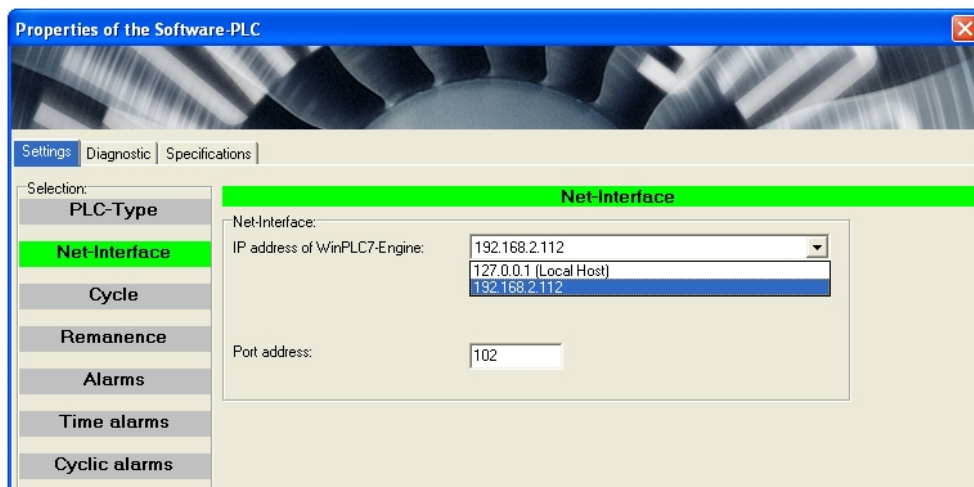 Properties of the Software-PLC
Settings
Diagnostic
Specifications
Selection:
PLC-Type
Net-Interface
Cycle
Remanence
Alarms
Time alarms
Cyclic alarms
Net-Interface
Net-Interface:
IP address of WinPLC7-Engine:
192.168.2.112
127.0.0.1 (Local Host)
192.168.2.112
Port address:
102